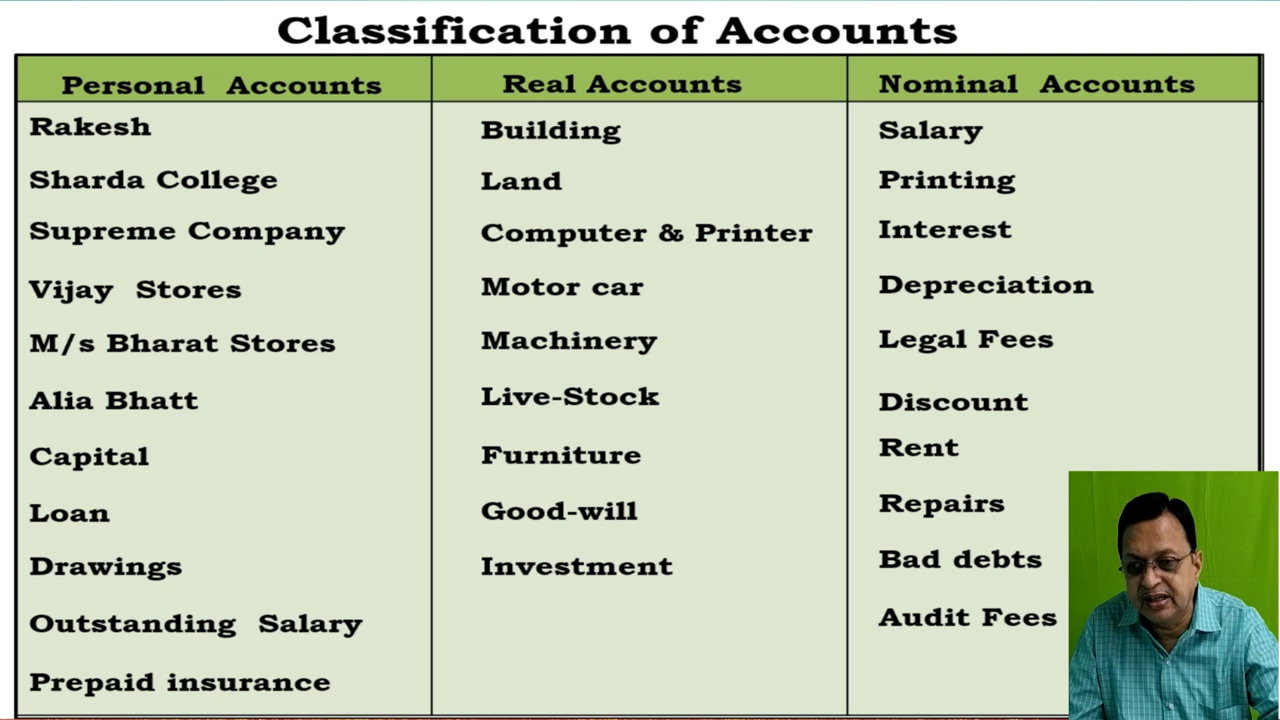 Classification of Accounts
Personal Accounts
Real Accounts
Nominal Accounts
Rakesh
Building
Salary
Sharda College
Land
Printing
Supreme Company
Computer & Printer
Interest
Vijay Stores
Motor car
Depreciation
M/s Bharat Stores
Machinery
Legal Fees
Alia Bhatt
Live-Stock
Discount
Capital
Furniture
Rent
Loan
Good-will
Repairs
Drawings
Investment
Bad debts
Outstanding Salary
Audit Fees
Prepaid insurance